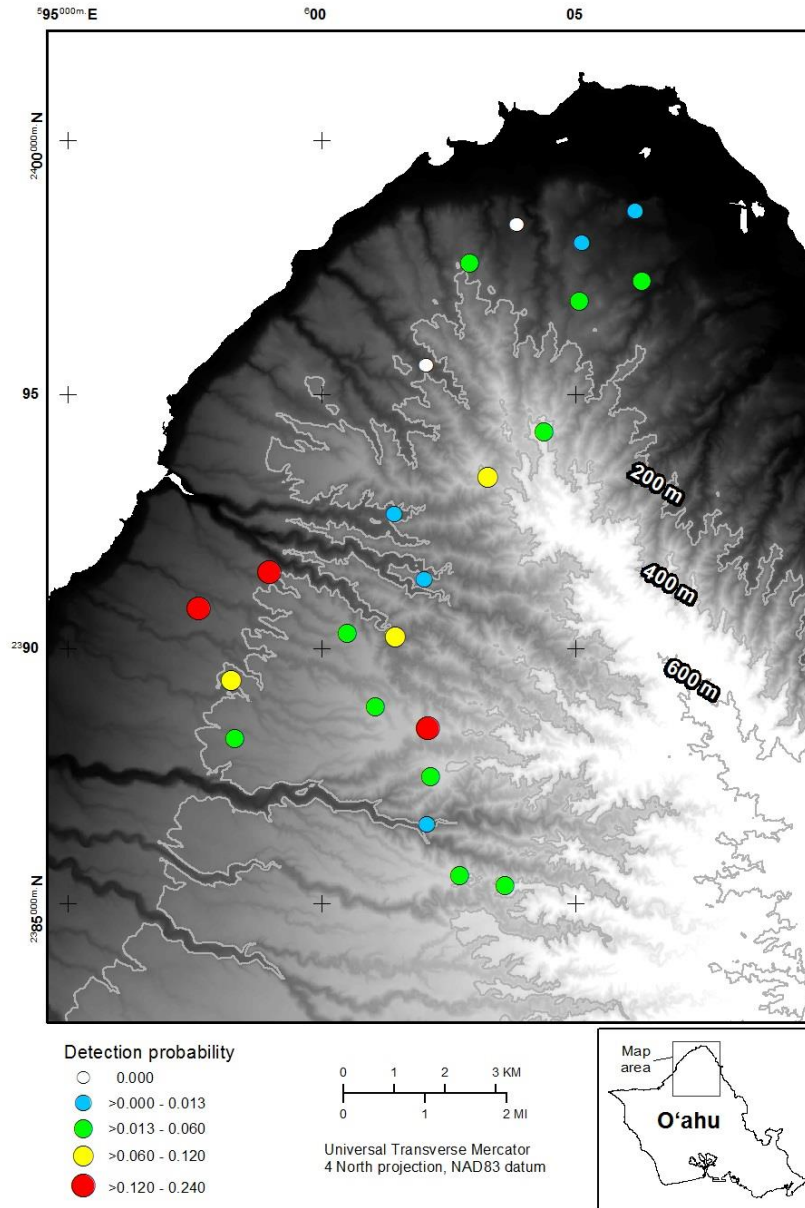 595000m. E
600
05
2400000m. N
95
200 m
400 m
2390
600 m
2385000m. N
Detection probability
0.000
>0.000 - 0.013
>0.013 - 0.060
>0.060 - 0.120
>0.120 - 0.240
0 1 2 3 KM
0 1 2 MI
Universal Transverse Mercator
4 North projection, NAD83 datum
Map
area
Oʻahu